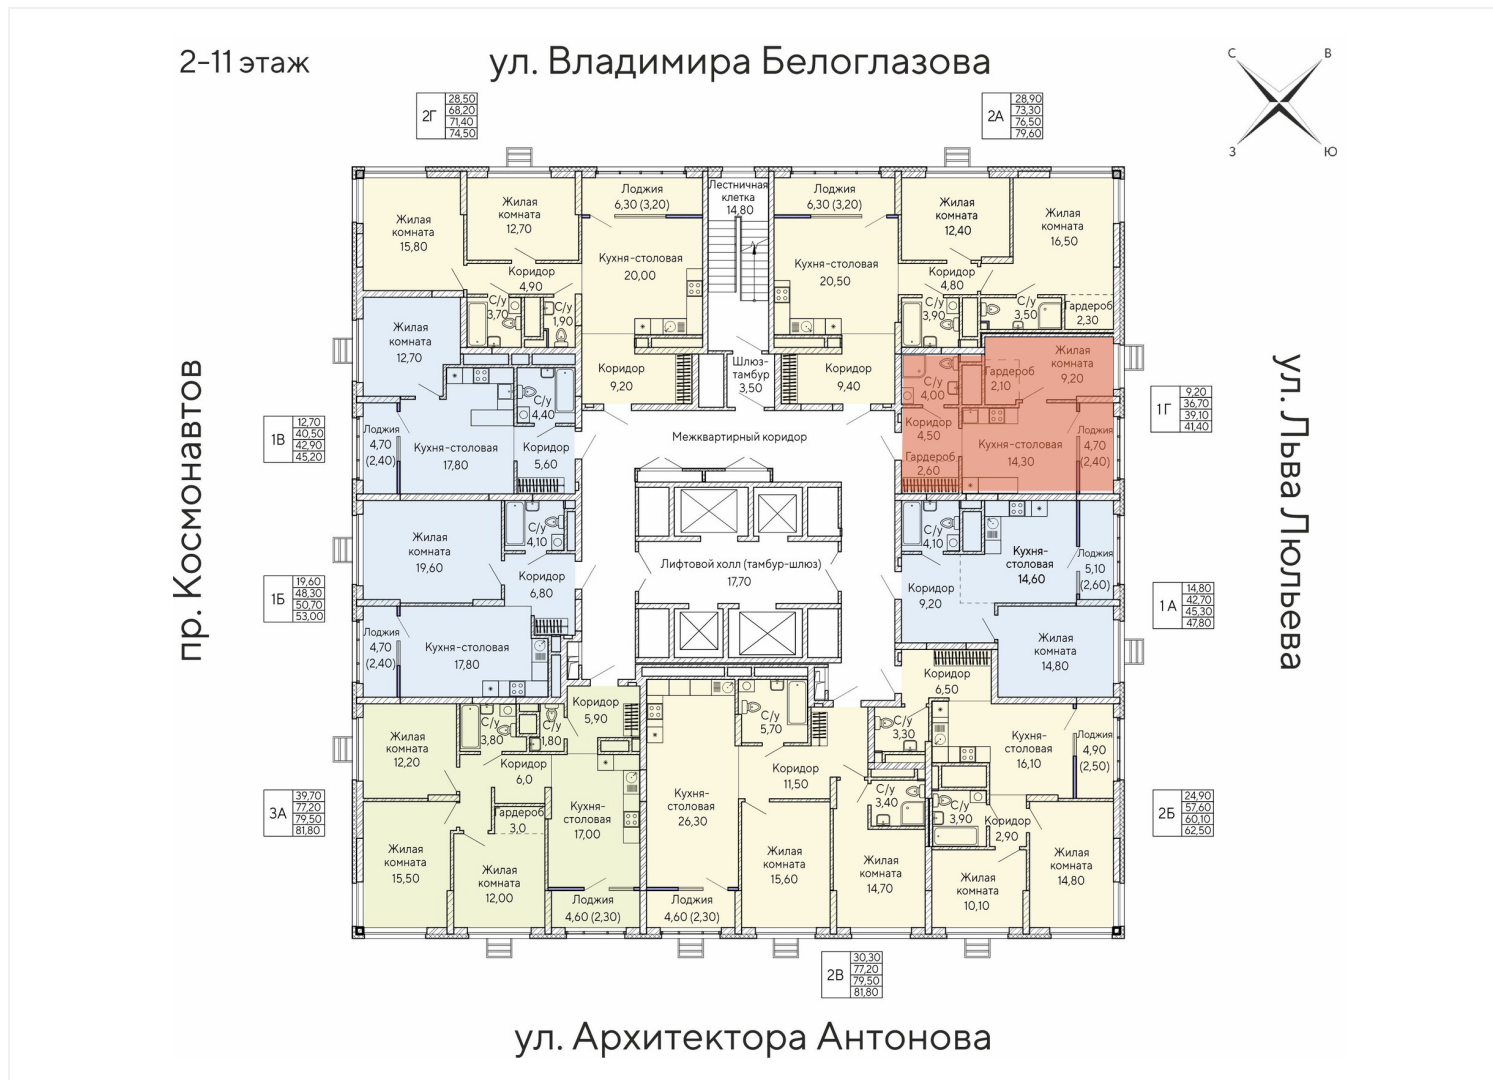 2-11 этаж
ул. Владимира Белоглазова
С
В
З
Ю
2Г
28,50
68,20
71,40
74,50
2А
28,90
73,30
76,50
79,60
Жилая
комната
15,80
Жилая
комната
12,70
Лоджия
6,30 (3,20)
Лестничная
клетка
14,80
Лоджия
6,30 (3,20)
Жилая
комната
12,40
Жилая
комната
16,50
Коридор
4,90
Кухня-столовая
20,00
Кухня-столовая
20,50
Коридор
4,80
С/у
3,70
С/у
1,90
С/у
3,90
С/у
3,50
Гардероб
2,30
Жилая
комната
12,70
Коридор
9,20
Шлюз-
тамбур
3,50
Коридор
9,40
С/у
4,00
Гардероб
2,10
Жилая
комната
9,20
С/у
4,40
пр. Космонавтов
ул. Льва Люльева
1В
12,70
40,50
42,90
45,20
1Г
9,20
36,70
39,10
41,40
Лоджия
4,70
(2,40)
Кухня-столовая
17,80
Коридор
5,60
Межквартирный коридор
Коридор
4,50
Гардероб
2,60
Кухня-столовая
14,30
Лоджия
4,70
(2,40)
Жилая
комната
19,60
С/у
4,10
Коридор
6,80
Лифтовой холл (тамбур-шлюз)
17,70
С/у
4,10
Кухня-
столовая
14,60
Лоджия
5,10
(2,60)
Коридор
9,20
1Б
19,60
48,30
50,70
53,00
1А
14,80
42,70
45,30
47,80
Лоджия
4,70
(2,40)
Кухня-столовая
17,80
Жилая
комната
14,80
Коридор
6,50
Коридор
5,90
С/у
3,80
С/у
1,80
С/у
5,70
С/у
3,30
Жилая
комната
12,20
Коридор
6,0
Кухня-
столовая
16,10
Лоджия
4,90
(2,50)
Коридор
11,50
3А
39,70
77,20
79,50
81,80
2Б
24,90
57,60
60,10
62,50
Гардероб
3,0
Кухня-
столовая
17,00
Кухня-
столовая
26,30
С/у
3,40
С/у
3,90
Коридор
2,90
Жилая
комната
15,50
Жилая
комната
12,00
Жилая
комната
15,60
Жилая
комната
14,70
Жилая
комната
10,10
Жилая
комната
14,80
Лоджия
4,60 (2,30)
Лоджия
4,60 (2,30)
2В
30,30
77,20
79,50
81,80
ул. Архитектора Антонова